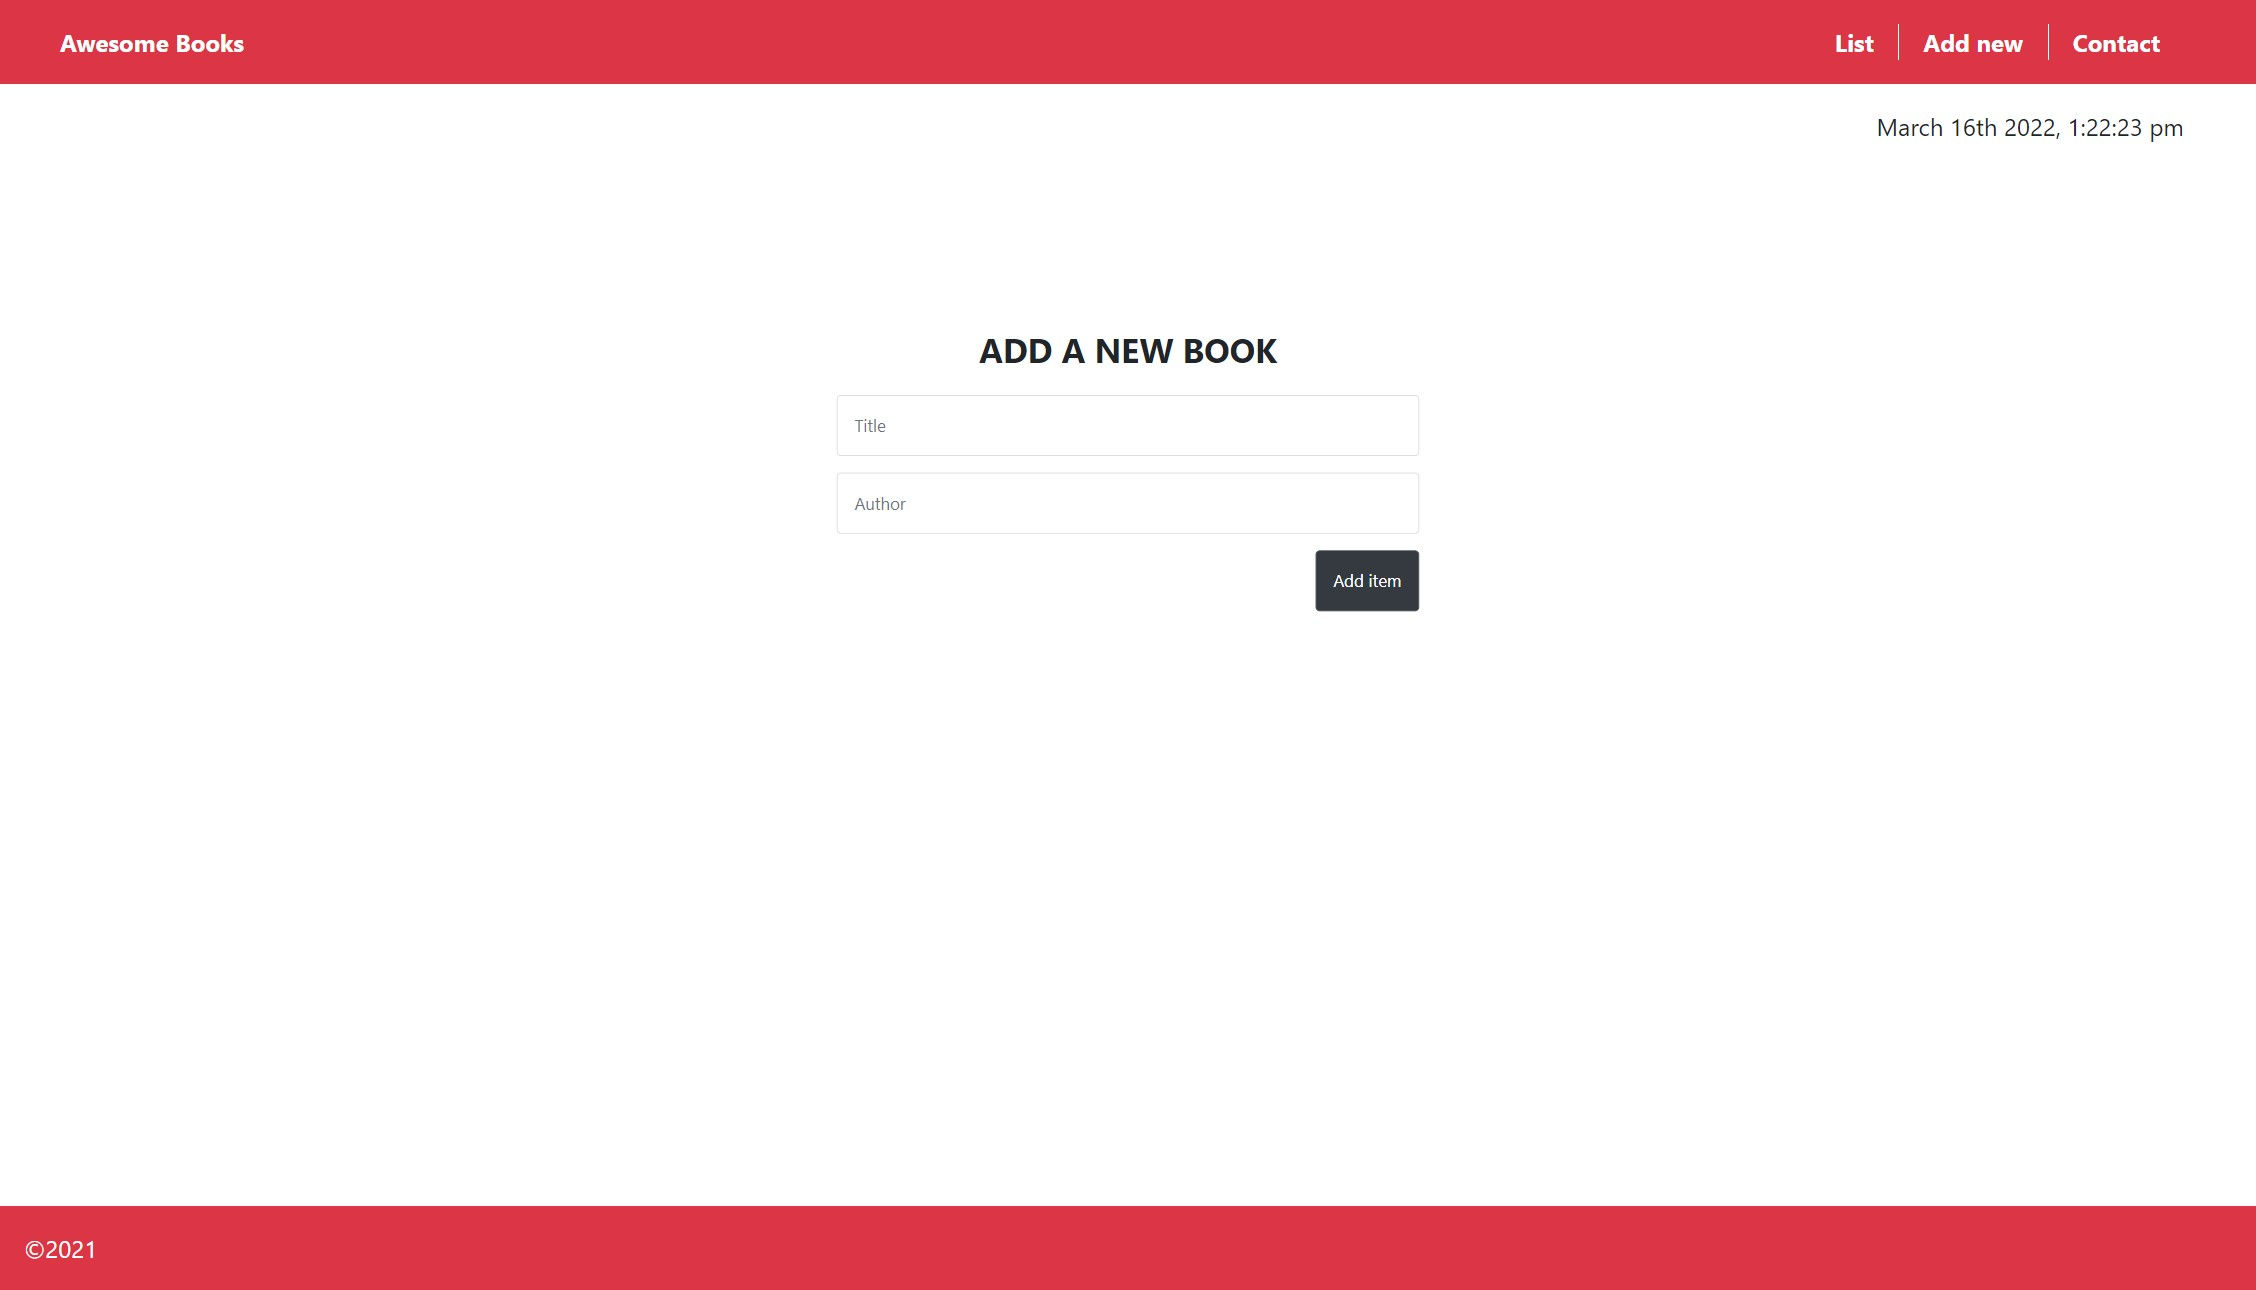 Awesome Books
List
Add new
Contact
March 16th 2022, 1:22:23 pm
ADD A NEW BOOK
Title
Author
Add item
©2021